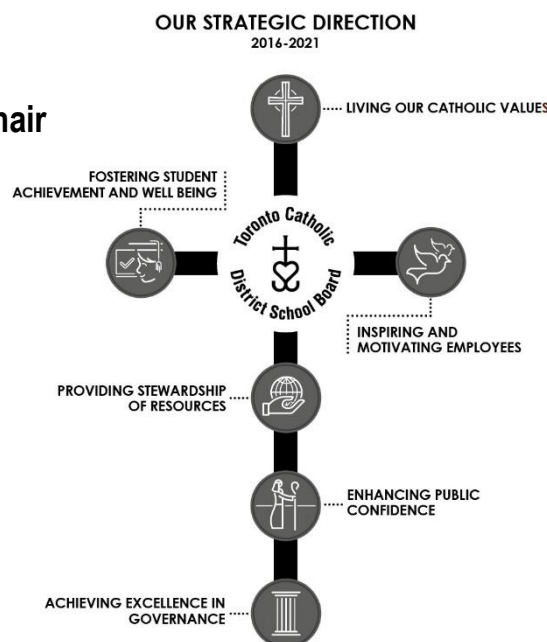 OUR STRATEGIC DIRECTION
2016-2021
LIVING OUR CATHOLIC VALUES
FOSTERING STUDENT
ACHIEVEMENT AND WELL BEING
Toronto Catholic
District School Board
INSPIRING AND
MOTIVATING EMPLOYEES
PROVIDING STEWARDSHIP
OF RESOURCES
ENHANCING PUBLIC
CONFIDENCE
ACHIEVING EXCELLENCE IN
GOVERNANCE